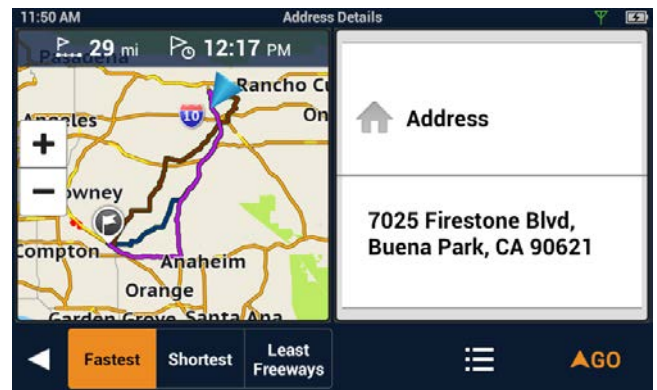 11:50 AM
Address Details
29 mi
12:17 PM
Pasadena
Rancho Cu
Angeles
10
On
+
−
owney
Compton
Anaheim
Orange
Garden Grove Santa Ana
Address
7025 Firestone Blvd,
Buena Park, CA 90621
Fastest
Shortest
Least
Freeways
GO